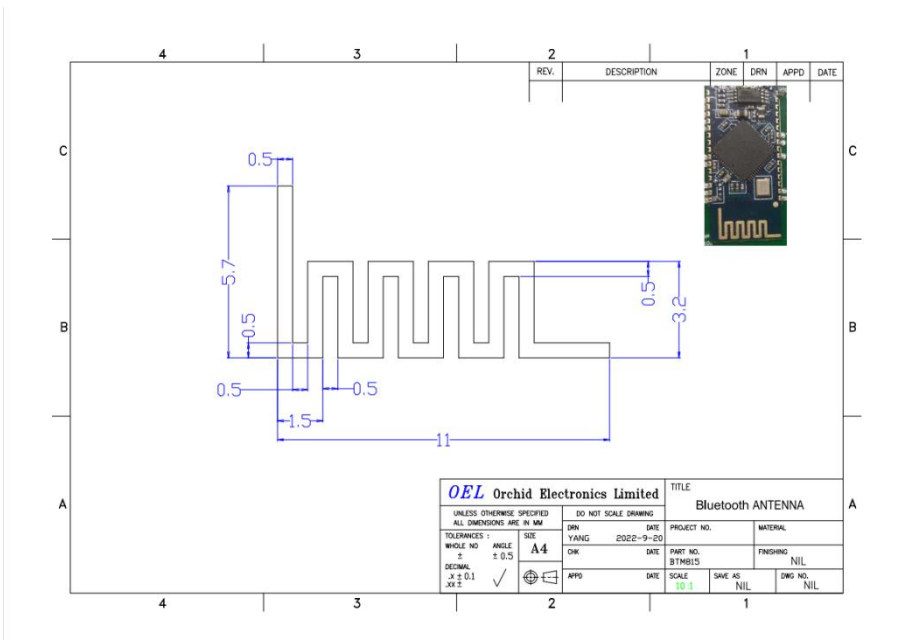 4 3 2 1
REV. DESCRIPTION ZONE DRN APPD DATE
C C
0.5
5.7
0.5
3.2
0.5
B B
0.5 0.5
1.5
11
OEL Orchid Electronics Limited
TITLE
Bluetooth ANTENNA
UNLESS OTHERWISE SPECIFIED
ALL DIMENSIONS ARE IN MM
DO NOT SCALE DRAWING
TOLERANCES :
WHOLE NO ANGLE
± ± 0.5
DECIMAL
.X ± 0.1
.XX ±
SIZE
A4
DRN DATE
YANG 2022-9-20
CHK DATE
APPD DATE
PROJECT NO. MATERIAL
PART NO. FINISHING
BTM815 NIL
SCALE SAVE AS DWG NO.
10:1 NIL NIL
A A
4 3 2 1